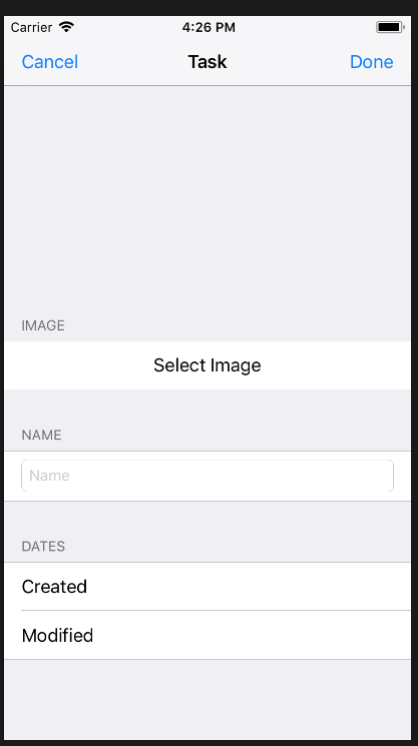 Carrier 4:26 PM
Cancel Task Done
IMAGE
Select Image
NAME
Name
DATES
Created
Modified